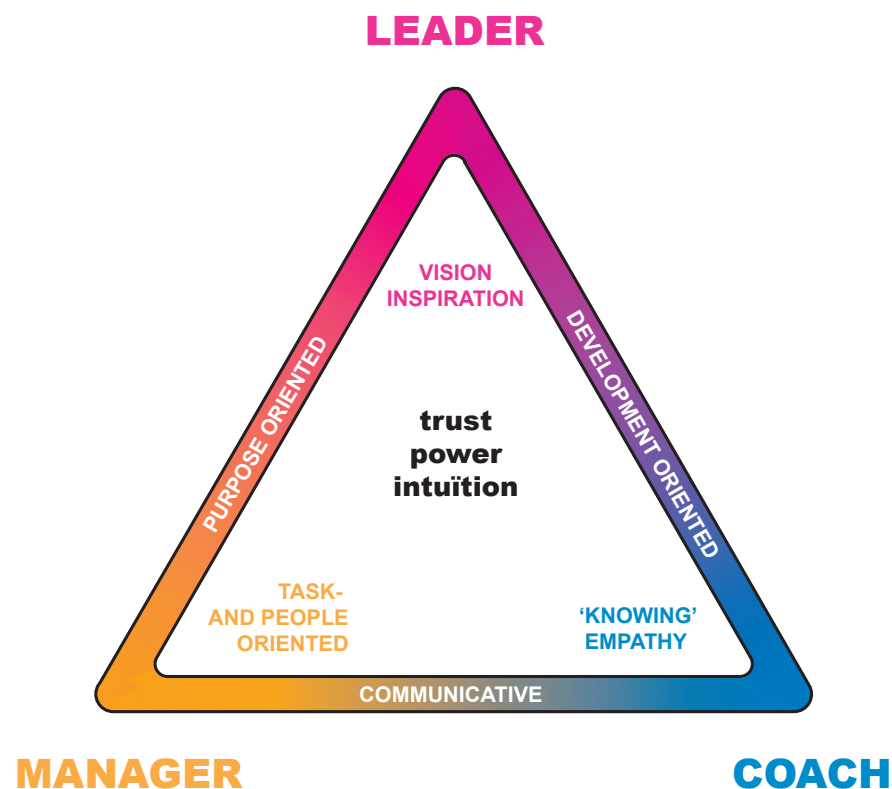 LEADER
VISION
INSPIRATION
PURPOSE ORIENTED
DEVELOPMENT ORIENTED
trust
power
intuïtion
TASK-
AND PEOPLE
ORIENTED
‘KNOWING’
EMPATHY
COMMUNICATIVE
MANAGER
COACH